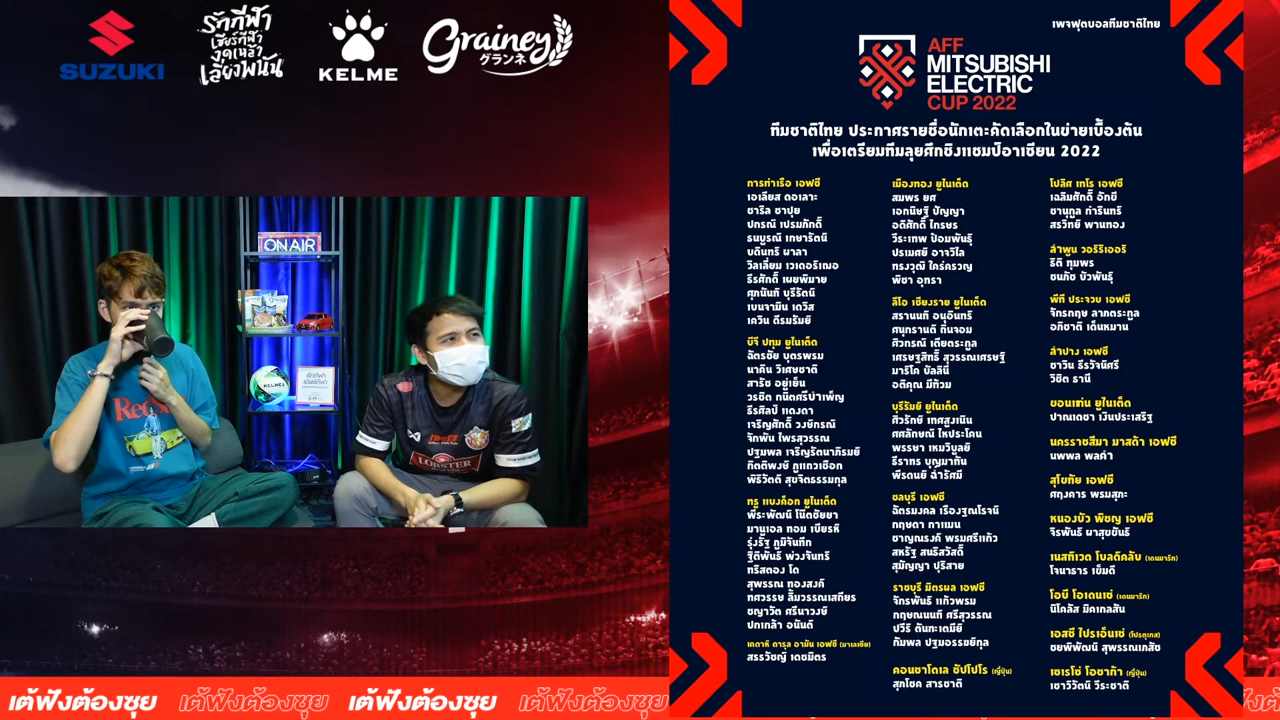 SUZUKI
รักกีฬา
เชียร์กีฬา
งดเหล้า
เลี่ยงพนัน
KELME
Grainey
グランネ
ON AIR
KELME
รักกีฬา
เชียร์กีฬา
Red
LOBSTER
เพจฟุตบอลทีมชาติไทย
AFF
MITSUBISHI
ELECTRIC
CUP 2022
ทีมชาติไทย ประกาศรายชื่อนักเตะคัดเลือกในข่ายเบื้องต้น
เพื่อเตรียมทีมลุยศึกชิงแชมป์อาเซียน 2022
การท่าเรือ เอฟซี
เอเลียส ดอเลาะ
ชาริล ชาปุย
ปกรณ์ เปรมภักดิ์
ธนบูรณ์ เกษารัตน์
บดินทร์ ผาลา
วิลเลี่ยม เวเดอร์เฌอ
ธีรศักดิ์ เผยพิมาย
ศุภนันท์ บุรีรัตน์
เบนจามิน เดวิส
เควิน ดีรมรัมย์
บีจี ปทุม ยูไนเต็ด
ฉัตรชัย บุตรพรม
นาคิน วิเศษชาติ
สารัช อยู่เย็น
วรชิต กนิตศรีบำเพ็ญ
ธีรศิลป์ แดงดา
เจริญศักดิ์ วงษ์กรณ์
จักพัน ไพรสุวรรณ
ปฐมพล เจริญรัตนาภิรมย์
กิตติพงษ์ ภูแถวเชือก
พิธิวัตต์ สุขจิตธรรมกุล
ทรู แบงค็อก ยูไนเต็ด
พีระพัฒน์ โน๊ตชัยยา
มานูเอล ทอม เบียรห์
รุ่งรัฐ ภูมิจันทึก
ฐิติพันธ์ พ่วงจันทร์
ทริสตอง โด
สุพรรณ ทองสงค์
ทศวรรษ ลิ้มวรรณเสถียร
ชญาวัต ศรีนาวงษ์
ปกเกล้า อนันต์
เคดาห์ ดารุล อามัน เอฟซี (มาเลเซีย)
สรรวัชญ์ เดชมิตร
เมืองทอง ยูไนเต็ด
สมพร ยศ
เอกนิษฐ์ ปัญญา
อดิศักดิ์ ไกรษร
วีระเทพ ป้อมพันธุ์
ปรเมศย์ อาจวิไล
ทรงวุฒิ ใคร่ครวญ
พิชา อุทรา
ลีโอ เชียงราย ยูไนเต็ด
สรานนท์ อนุอินทร์
ศนุกรานต์ ถิ่นจอม
ศิวกรณ์ เตียตระกูล
เศรษฐสิทธิ์ สุวรรณเศรษฐ์
มาร์โค บัลลินี่
อติคุณ มีท้วม
บุรีรัมย์ ยูไนเต็ด
ศิวรักษ์ เทศสูงเนิน
ศศลักษณ์ ไหประโคน
พรรษา เหมวิบูลย์
ธีราทร บุญมาทัน
พีรดนย์ ฉ่ำรัศมี
ชลบุรี เอฟซี
ฉัตรมงคล เรืองฐณโรจน์
กฤษดา กาแมน
ชาญณรงค์ พรมศรีแก้ว
สหรัฐ สนธิสวัสดิ์
สุมัญญา ปุริสาย
ราชบุรี มิตรผล เอฟซี
จักรพันธ์ แก้วพรม
กฤษณนนท์ ศรีสุวรรณ
ปวีร์ ตัณฑะเตมีย์
กัมพล ปฐมอรรฆย์กุล
คอนซาโดเล ซัปโปโร (ญี่ปุ่น)
สุภโชค สารชาติ
โปลิศ เทโร เอฟซี
เฉลิมศักดิ์ อักขี
ชานุกูล ก๋ารินทร์
สรวิทย์ พานทอง
ลำพูน วอร์ริเออร์
ธีติ ทุมพร
ชนภัช บัวพันธุ์
พีที ประจวบ เอฟซี
จักรกฤษ ลาภตระกูล
อภิชาติ เด็นหมาน
ลำปาง เอฟซี
ชาวิน ธีรวัจน์ศรี
วิชิต ธานี
ขอนแก่น ยูไนเต็ด
ปาณเดชา เงินประเสริฐ
นครราชสีมา มาสด้า เอฟซี
นพพล พลคำ
สุโขทัย เอฟซี
ศฤงคาร พรมสุภะ
หนองบัว พิชญ เอฟซี
จิรพันธ์ ผาสุขขันธ์
เนสท์เวด โบลด์คลับ (เดนมาร์ก)
โจนาธาร เข็มดี
โอบี โอเดนเซ่ (เดนมาร์ก)
นิโคลัส มิคเกลสัน
เอสซี ไปรเอ็นเซ่ (โปรตุเกส)
ชยพิพัฒน์ สุพรรณเภสัช
เซเรโซ่ โอซาก้า (ญี่ปุ่น)
เชาว์วัตน์ วีระชาติ
เต้ฟังต้องซุย เต้ฟังต้องซุย เต้ฟังต้องซุย เต้ฟังต้องซุย